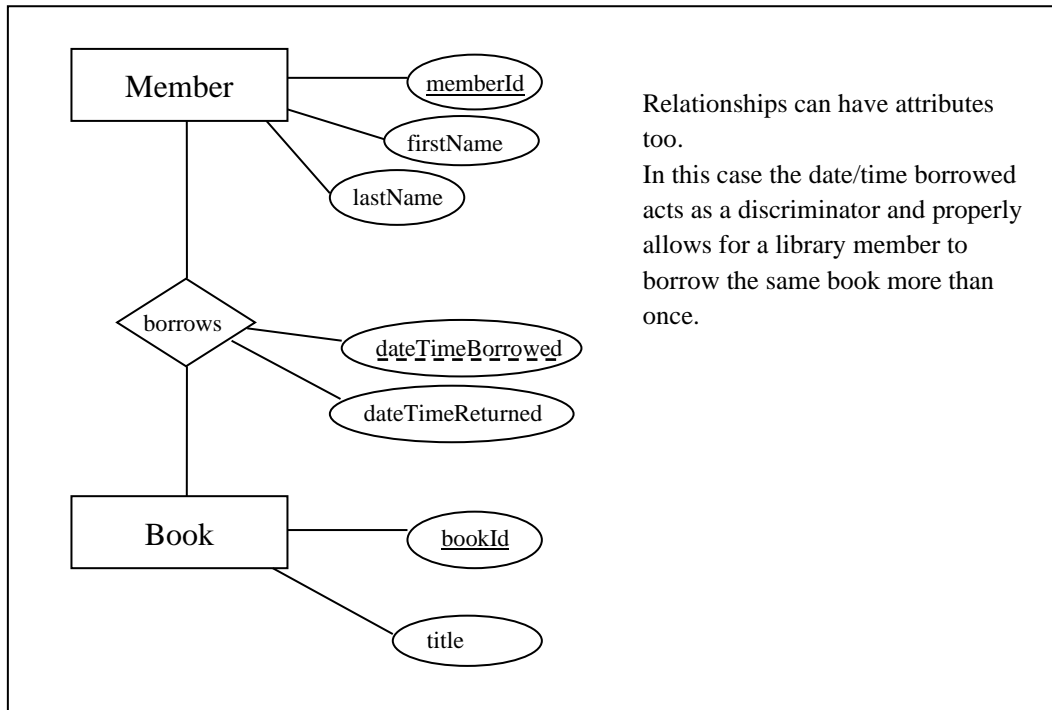 Member
memberId
firstName
lastName
Relationships can have attributes
too.
In this case the date/time borrowed
acts as a discriminator and properly
allows for a library member to
borrow the same book more than
once.
borrows
dateTimeBorrowed
dateTimeReturned
Book
bookId
title